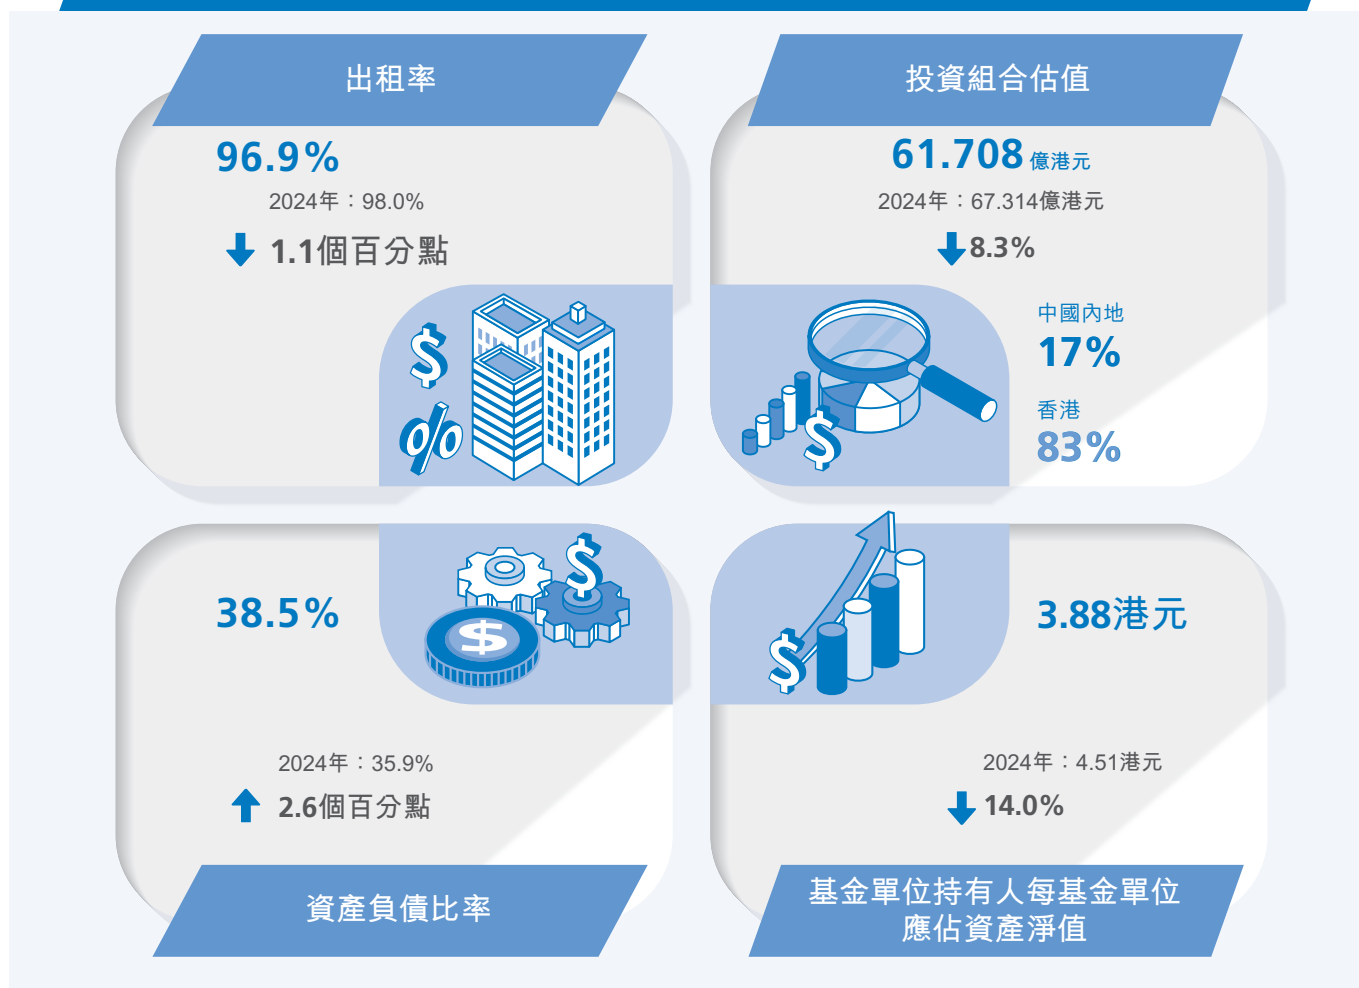 出租率
96.9%
2024年：98.0%
1.1個百分點
$
%
投資組合估值
61.708 億港元
2024年：67.314億港元
8.3%
中國內地
17%
香港
83%
$
38.5%
$
$
2024年：35.9%
2.6個百分點
資產負債比率
3.88港元
$
2024年：4.51港元
14.0%
基金單位持有人每基金單位
應佔資產淨值